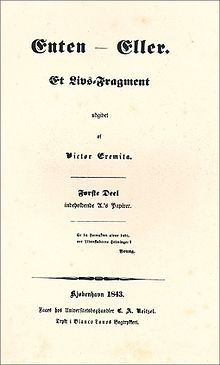 Enten — Eller.
Et Livs-Fragment
udgivet
af
Victor Eremita.
Første Deel
indeholdende A.'s Papirer.
Er da Fornuften alene døbt,
ere Lidenskaberne Hedninger?
Young.
Kjøbenhavn 1843.
Faaes hos Universitetsboghandler C. A. Reitzel.
Trykt i Bianco Lunos Bogtrykkeri.